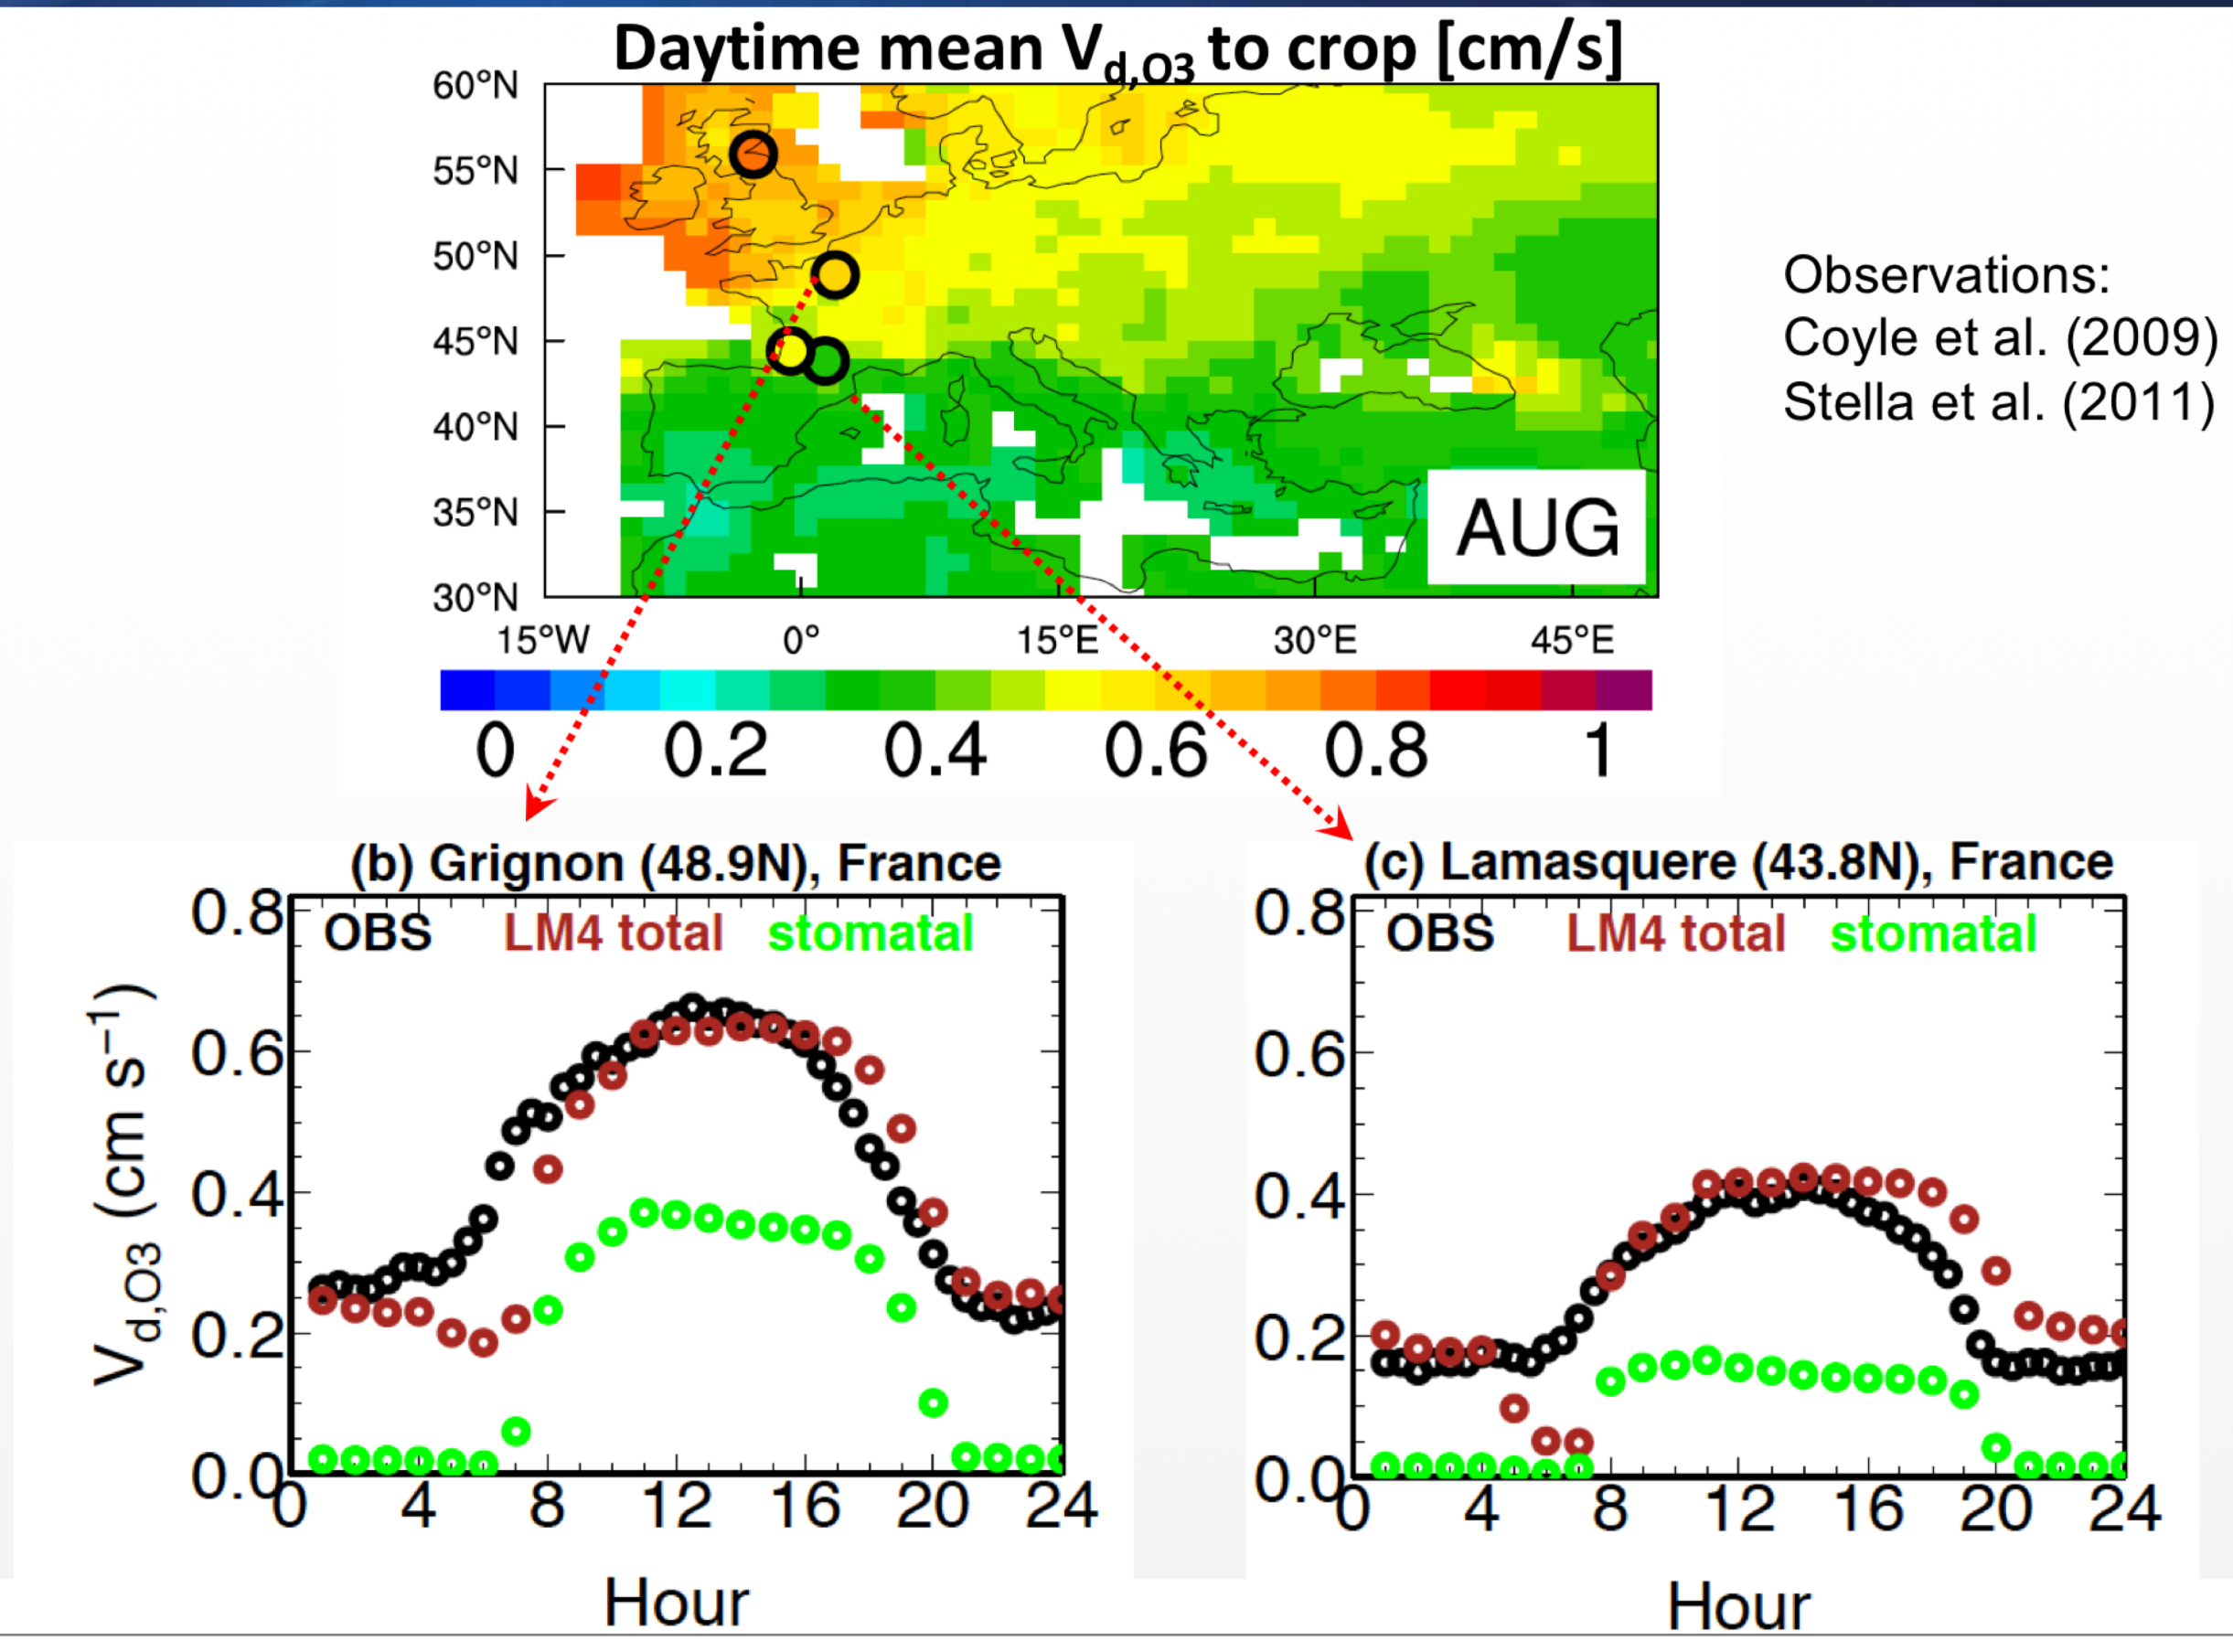 Daytime mean V_d,O3 to crop [cm/s]
60°N
55°N
50°N
45°N
40°N
35°N
30°N
AUG
15°W 0° 15°E 30°E 45°E
0 0.2 0.4 0.6 0.8 1
Observations:
Coyle et al. (2009)
Stella et al. (2011)
(b) Grignon (48.9N), France
OBS LM4 total stomatal
V_d,O3 (cm s⁻¹)
0.8
0.6
0.4
0.2
0.0
0 4 8 12 16 20 24
Hour
(c) Lamasquere (43.8N), France
OBS LM4 total stomatal
0.8
0.6
0.4
0.2
0.0
0 4 8 12 16 20 24
Hour